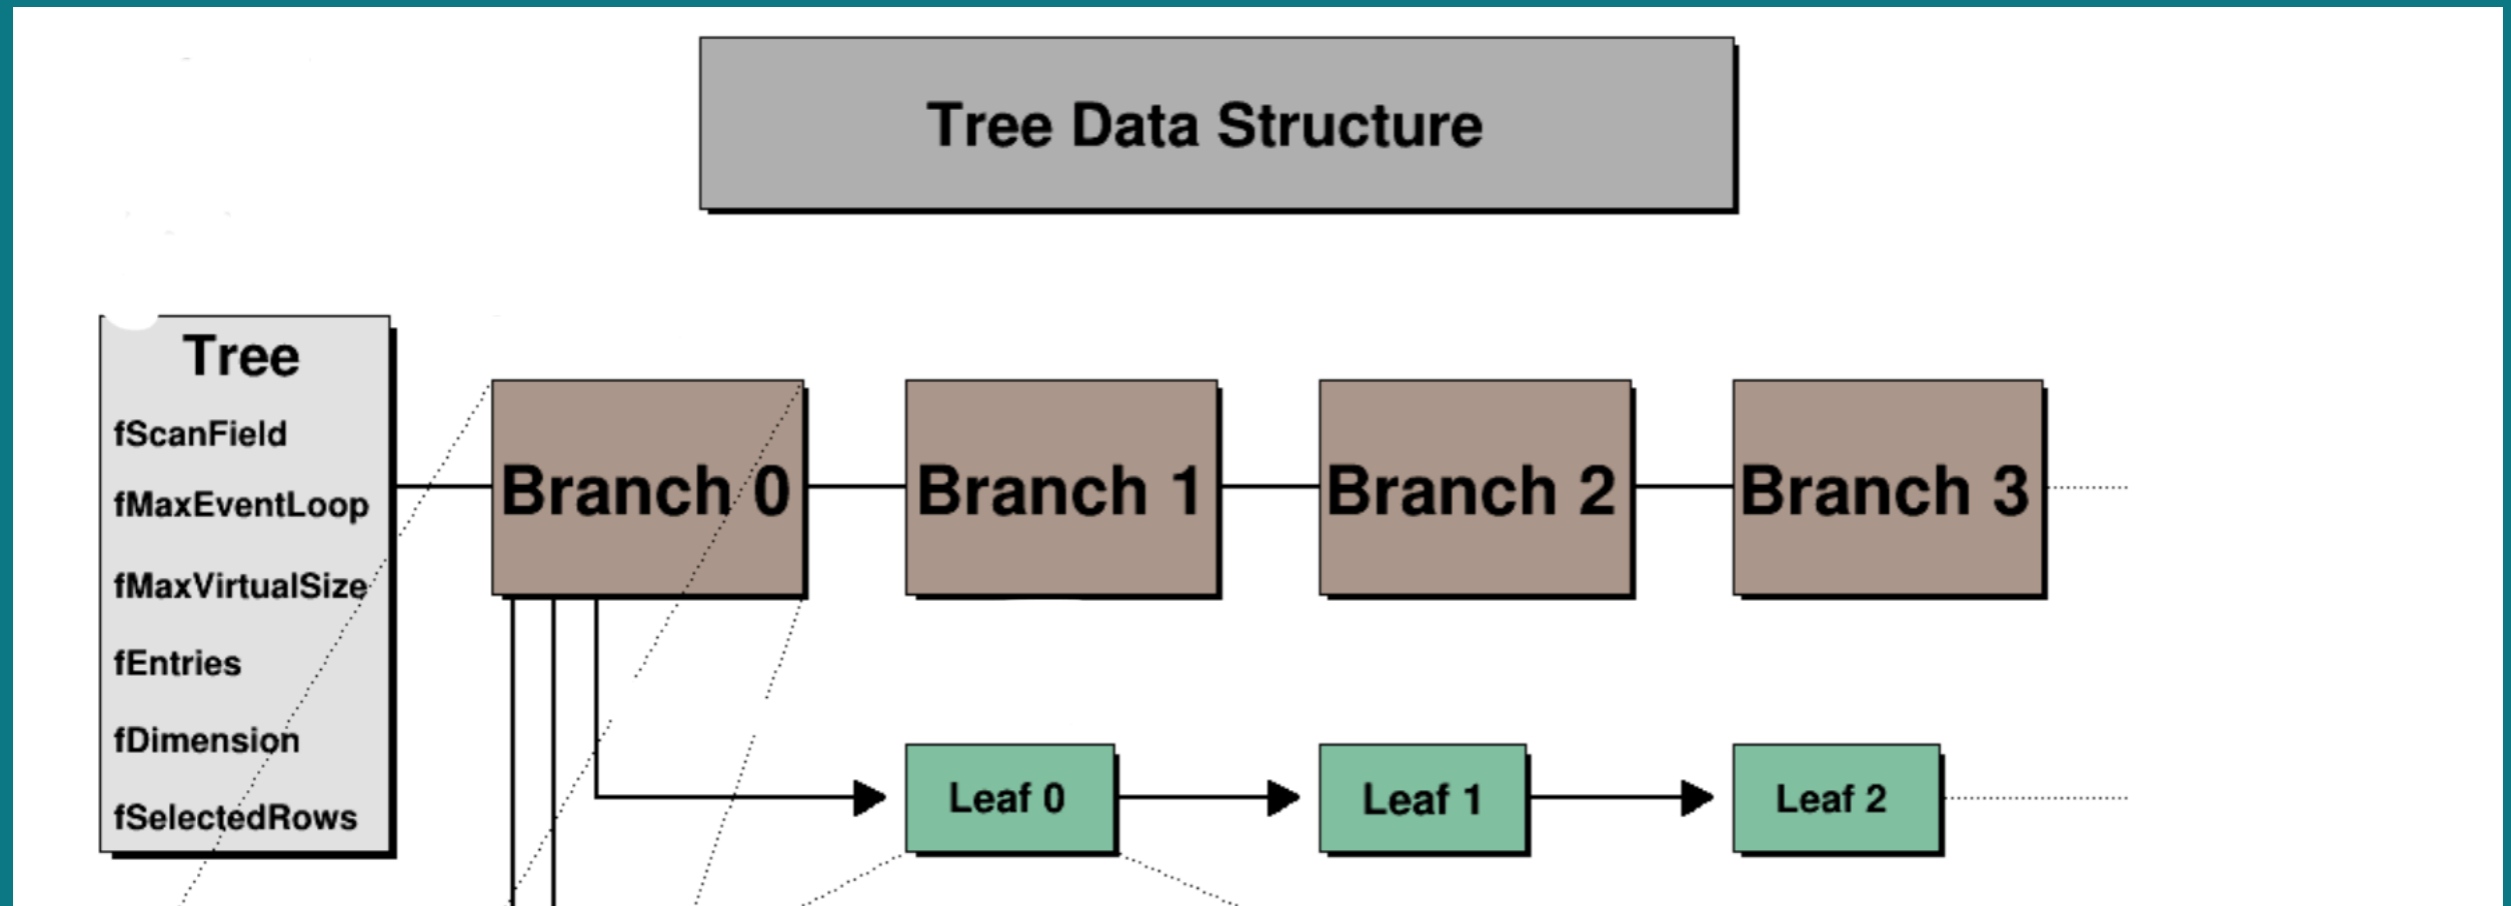 Tree Data Structure
Tree
fScanField
fMaxEventLoop
fMaxVirtualSize
fEntries
fDimension
fSelectedRows
Branch 0
Branch 1
Branch 2
Branch 3
Leaf 0
Leaf 1
Leaf 2